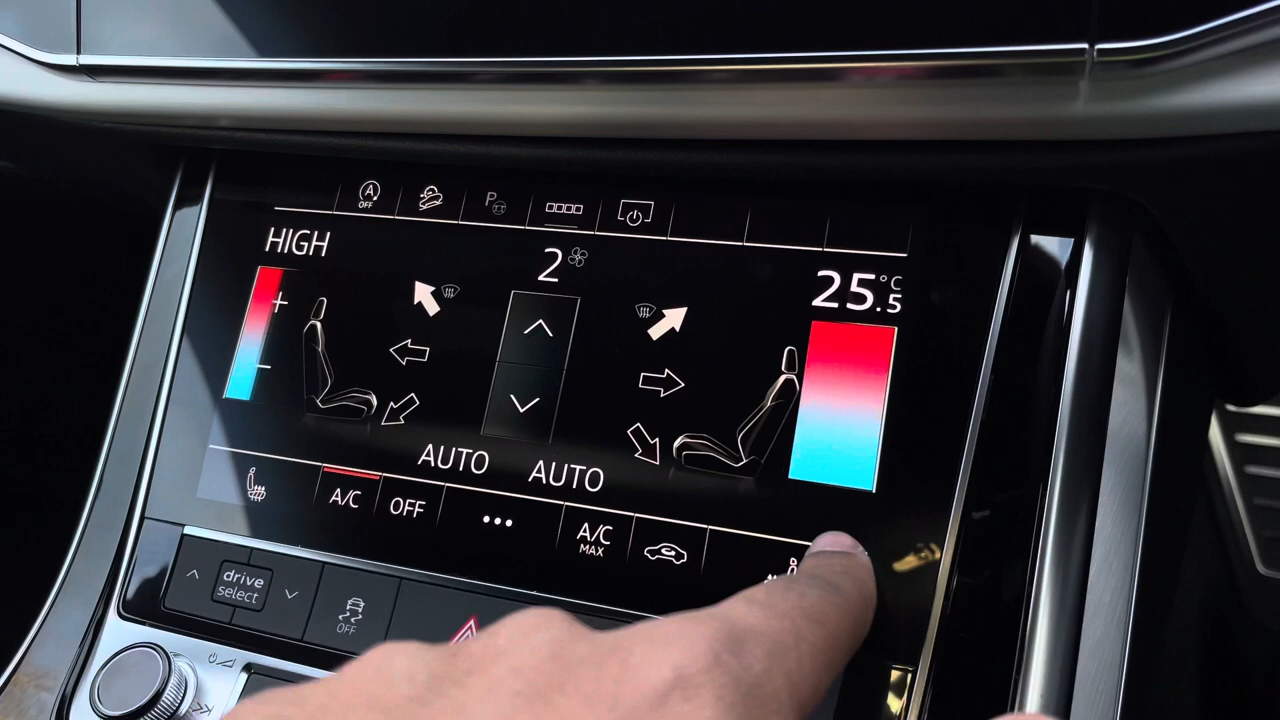 A
OFF
P
HIGH
2
25.5 °C
+
−
AUTO AUTO
A/C
OFF
•••
A/C
MAX
drive
select
OFF